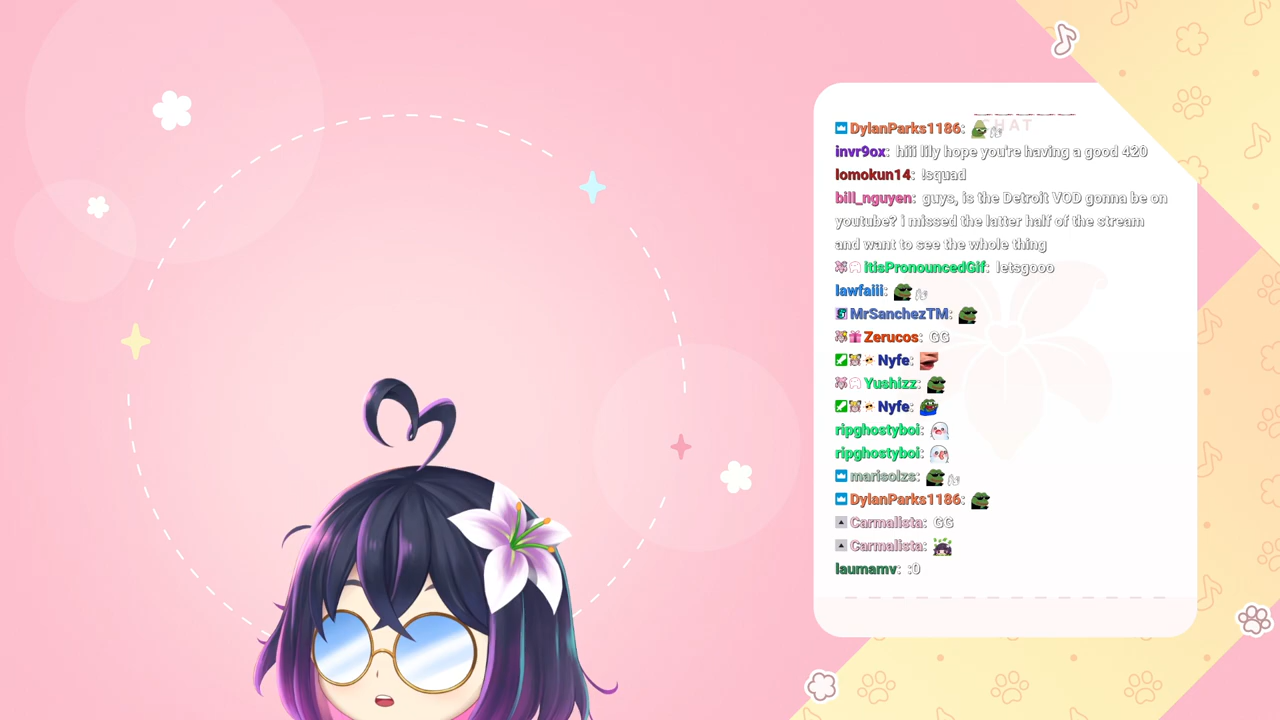 CHAT
DylanParks1186:
invr9ox: hiii lily hope you're having a good 420
lomokun14: !squad
bill_nguyen: guys, is the Detroit VOD gonna be on
youtube? i missed the latter half of the stream
and want to see the whole thing
itisPronouncedGif: letsgooo
lawfaiii:
MrSanchezTM:
Zerucos: GG
Nyfe:
Yushizz:
Nyfe:
ripghostyboi:
ripghostyboi:
marisolzs:
DylanParks1186:
Carmalista: GG
Carmalista:
laumamv: :0